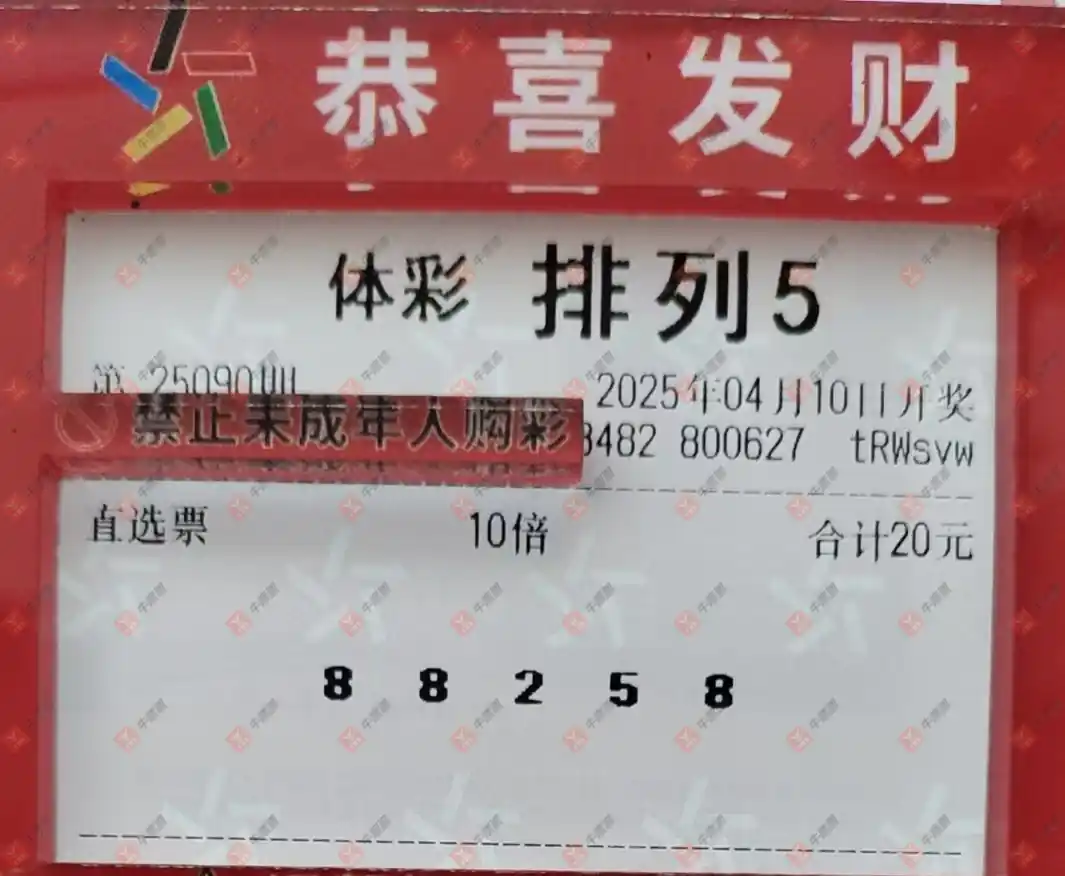 恭喜发财
体彩 排列5
第 25090
2025年04月10日开奖
禁止未成年人购彩
3482 800627 tRWsvw
直选票 10倍 合计20元
8 8 2 5 8